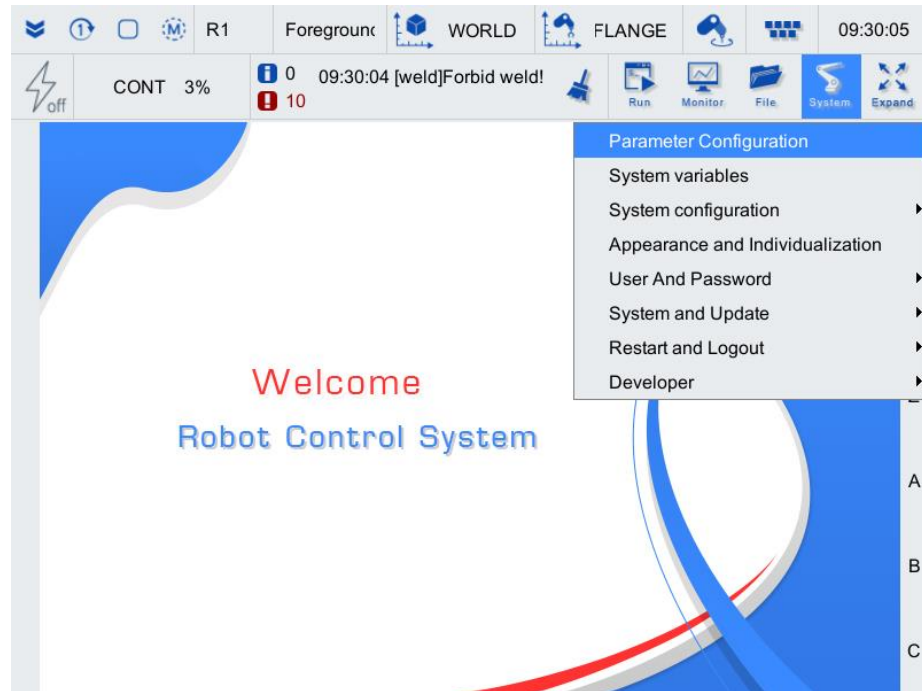 1 M R1 Foregrounc WORLD FLANGE 09:30:05
off CONT 3% 0 09:30:04 [weld]Forbid weld! Run Monitor File System Expand
10
Parameter Configuration
System variables
System configuration
Appearance and Individualization
User And Password
System and Update
Restart and Logout
Developer
Welcome
Robot Control System
A
B
C